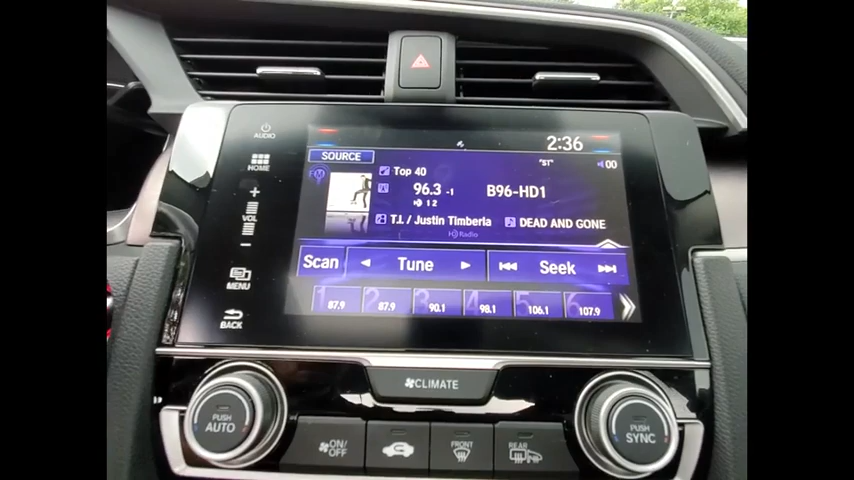 AUDIO
2:36
SOURCE
"ST"
00
HOME
FM
Top 40
96.3 -1
B96-HD1
1 2
+
VOL
−
T.I. / Justin Timberla
DEAD AND GONE
HD Radio
Scan
Tune
Seek
MENU
1 87.9
2 87.9
3 90.1
4 98.1
5 106.1
6 107.9
BACK
CLIMATE
PUSH
AUTO
ON/
OFF
FRONT
REAR
PUSH
SYNC